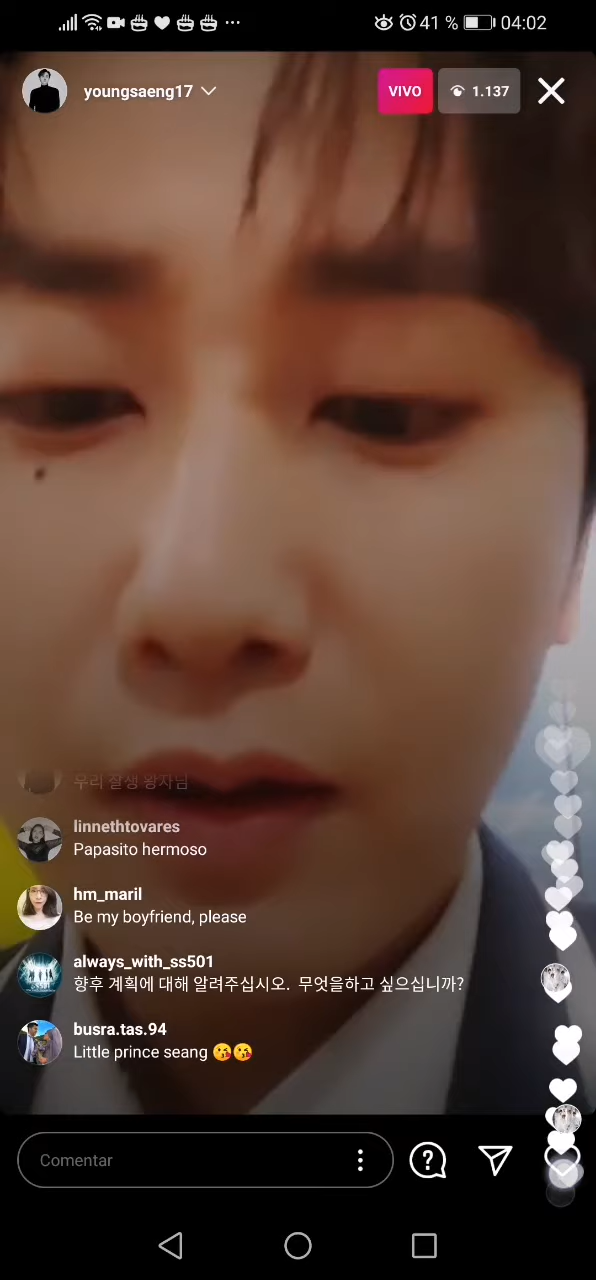 41 % 04:02
youngsaeng17
VIVO
1.137
우리 잘생 왕자님
linnethtovares
Papasito hermoso
hm_maril
Be my boyfriend, please
always_with_ss501
향후 계획에 대해 알려주십시오. 무엇을하고 싶으십니까?
busra.tas.94
Little prince seang 😘😘
Comentar